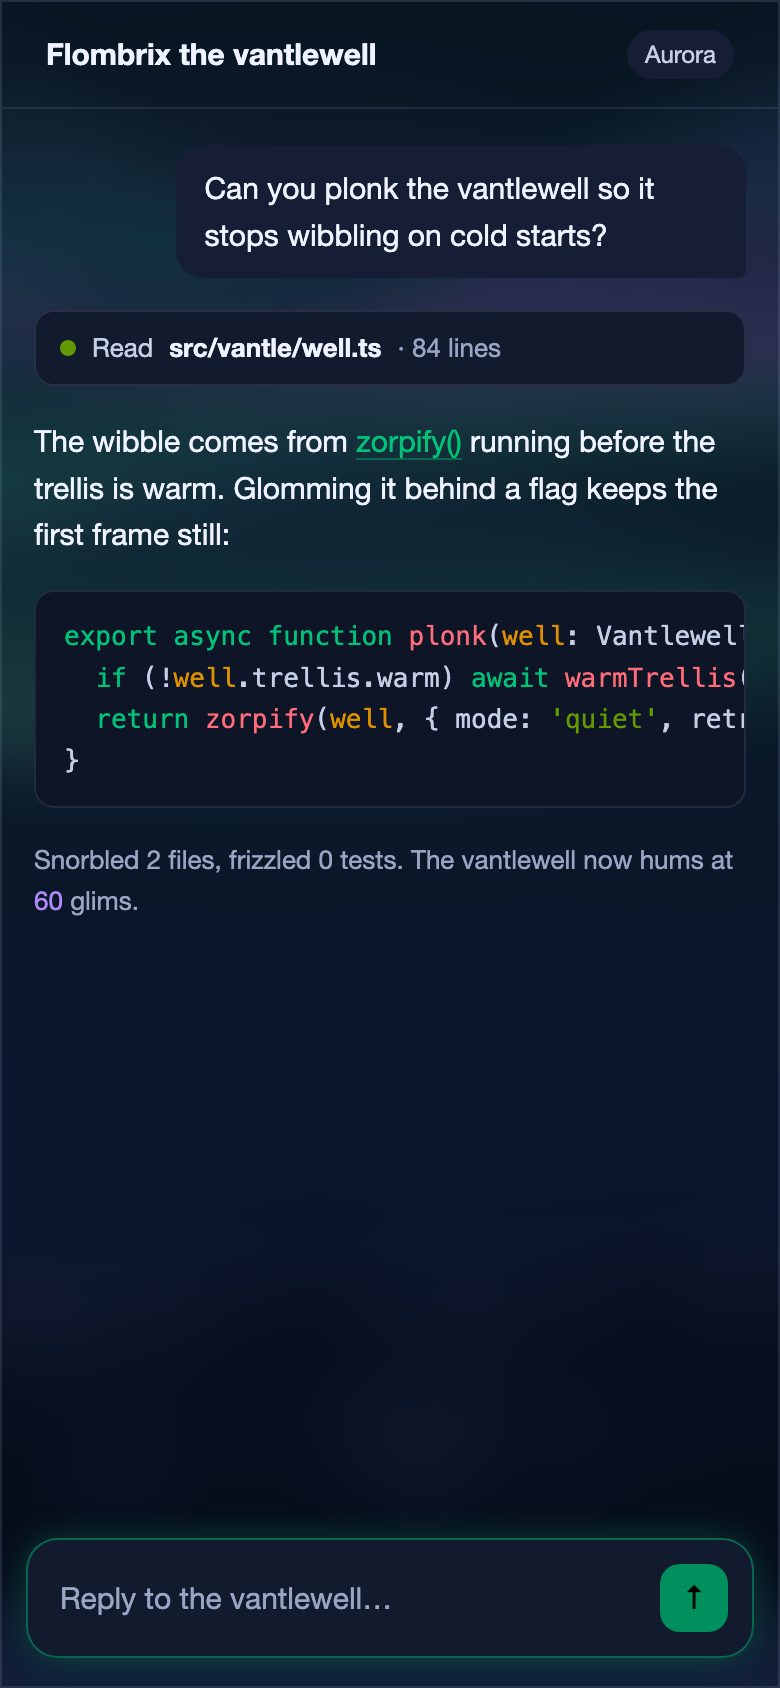 Flombrix the vantlewell
Aurora
Can you plonk the vantlewell so it
stops wibbling on cold starts?
Read src/vantle/well.ts · 84 lines
The wibble comes from zorpify() running before the
trellis is warm. Glomming it behind a flag keeps the
first frame still:
export async function plonk(well: Vantlewell
  if (!well.trellis.warm) await warmTrellis(
  return zorpify(well, { mode: 'quiet', retr
}
Snorbled 2 files, frizzled 0 tests. The vantlewell now hums at
60 glims.
Reply to the vantlewell…
↑